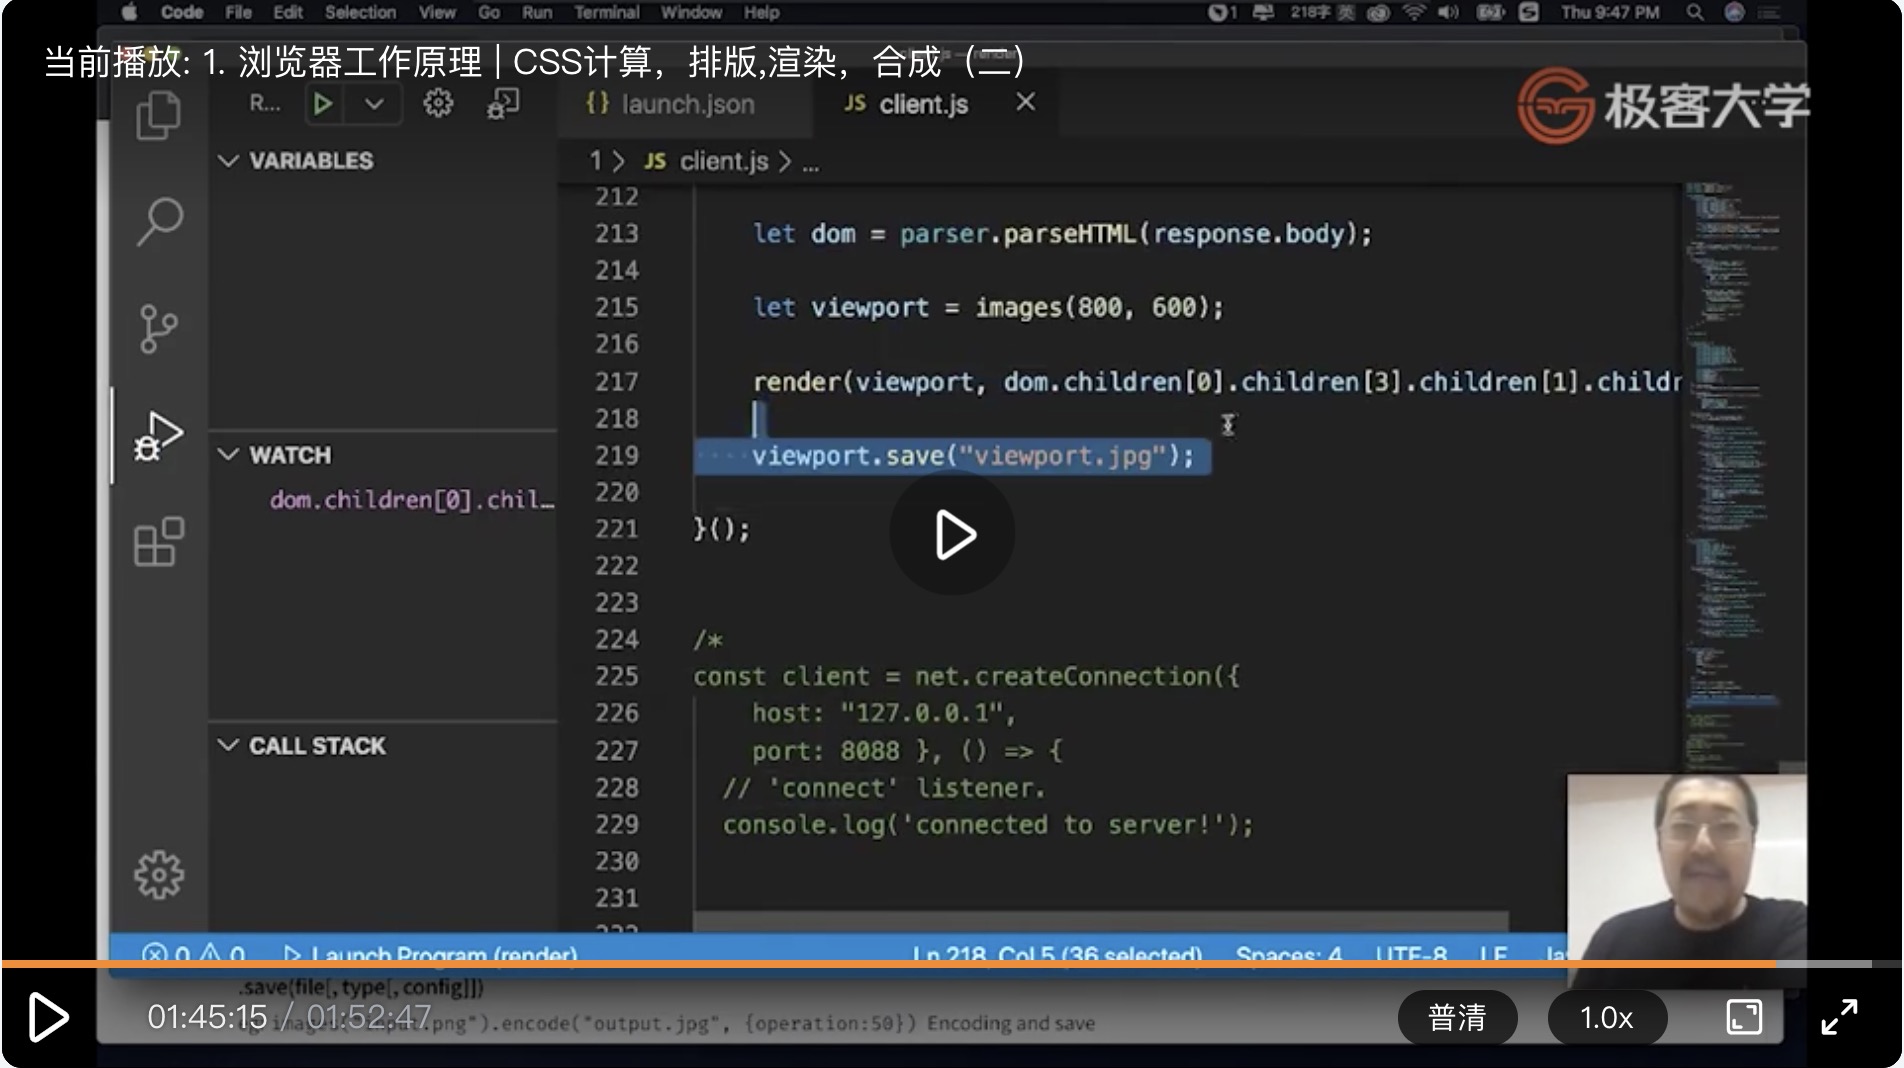 Code File Edit Selection View Go Run Terminal Window Help
1 218字 英 Thu 9:47 PM
当前播放: 1. 浏览器工作原理 | CSS计算，排版,渲染，合成（二）
R... {} launch.json JS client.js ×
极客大学
VARIABLES
1 > JS client.js > ...
212
213 let dom = parser.parseHTML(response.body);
214
215 let viewport = images(800, 600);
216
217 render(viewport, dom.children[0].children[3].children[1].childr
218
219 viewport.save("viewport.jpg");
220
221 }();
222
223
224 /*
225 const client = net.createConnection({
226 host: "127.0.0.1",
227 port: 8088 }, () => {
228 // 'connect' listener.
229 console.log('connected to server!');
230
231
WATCH
dom.children[0].chil…
CALL STACK
0 0 Launch Program (render) Ln 218, Col 5 (36 selected) Spaces: 4 UTF-8 LF
.save(file[, type[, config]])
.png").encode("output.jpg", {operation:50}) Encoding and save
01:45:15 / 01:52:47
普清 1.0x